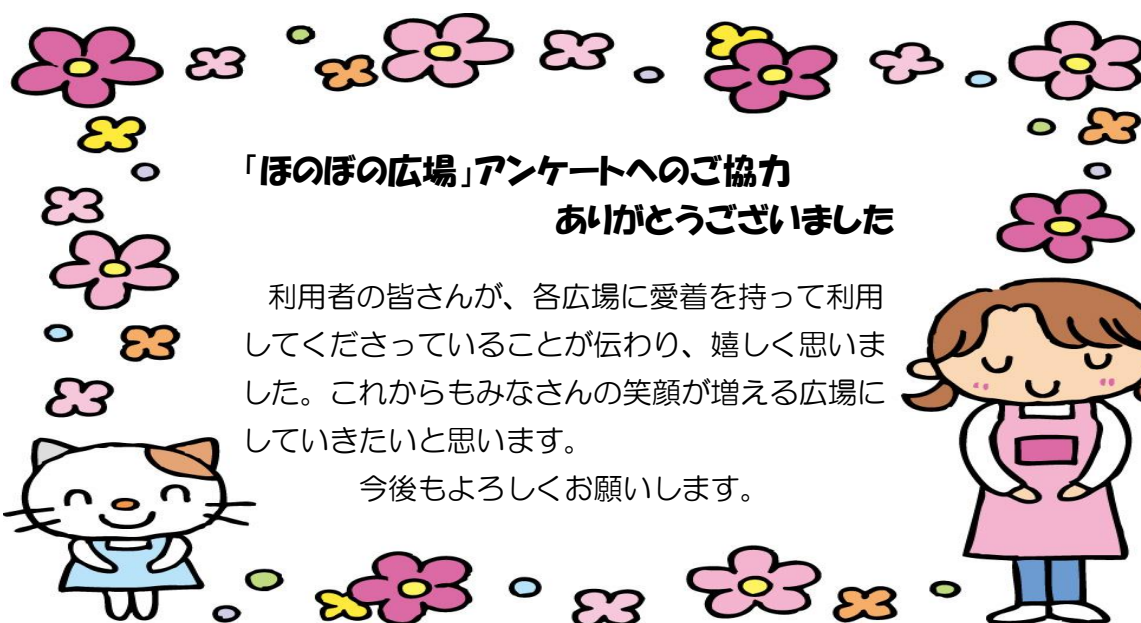 「ほのぼの広場」アンケートへのご協力
ありがとうございました
利用者の皆さんが、各広場に愛着を持って利用
してくださっていることが伝わり、嬉しく思いま
した。これからもみなさんの笑顔が増える広場に
していきたいと思います。
今後もよろしくお願いします。